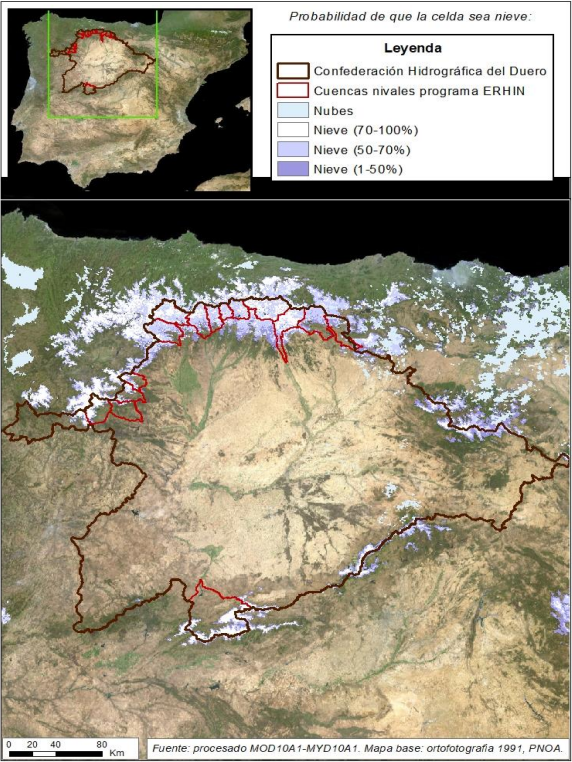 Probabilidad de que la celda sea nieve:
Leyenda
Confederación Hidrográfica del Duero
Cuencas nivales programa ERHIN
Nubes
Nieve (70-100%)
Nieve (50-70%)
Nieve (1-50%)
0 20 40 60 80
Km
Fuente: procesado MOD10A1-MYD10A1. Mapa base: ortofotografia 1991, PNOA.